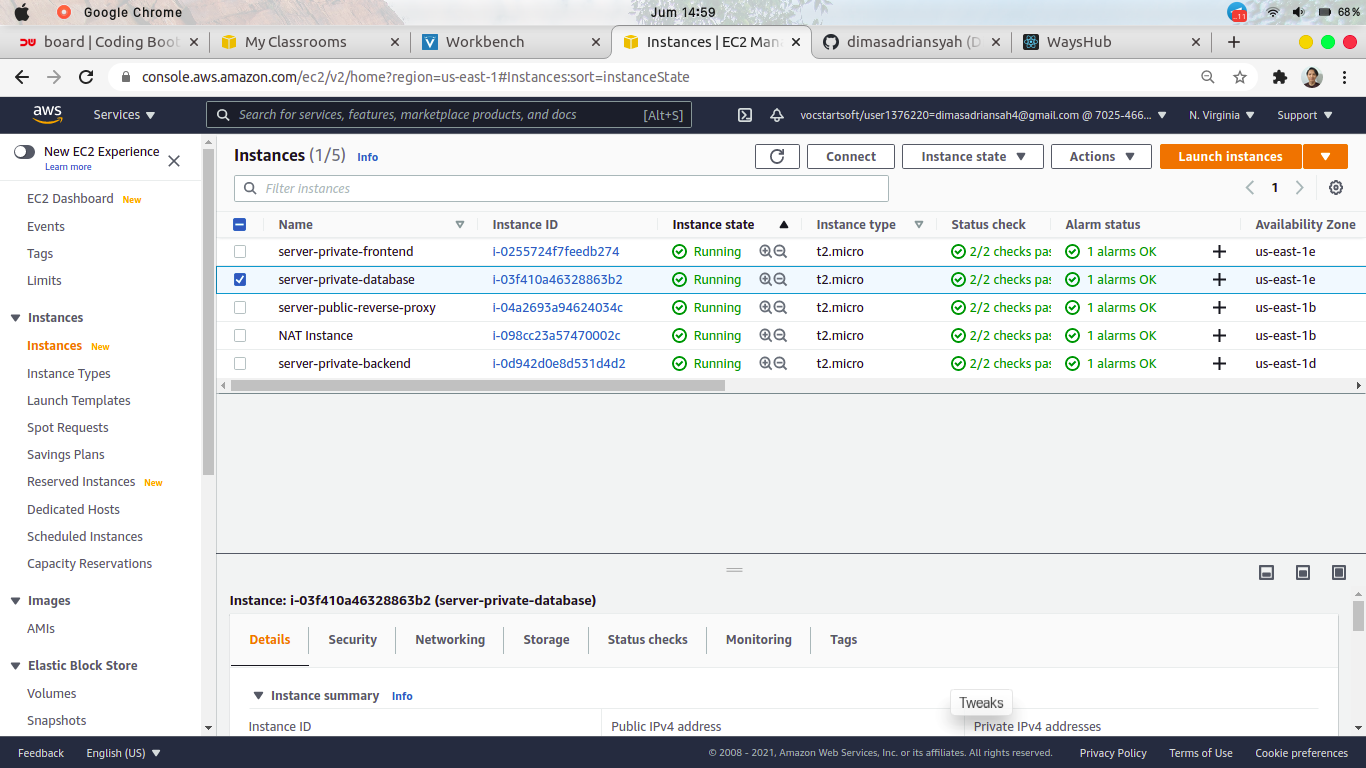 Google Chrome
Jum 14:59
11
68%
board | Coding Boot
My Classrooms
Workbench
Instances | EC2 Man
dimasadriansyah (D
WaysHub
console.aws.amazon.com/ec2/v2/home?region=us-east-1#Instances:sort=instanceState
aws
Services
Search for services, features, marketplace products, and docs [Alt+S]
vocstartsoft/user1376220=dimasadriansah4@gmail.com @ 7025-466...
N. Virginia
Support
New EC2 Experience
Learn more
EC2 Dashboard New
Events
Tags
Limits
Instances
Instances New
Instance Types
Launch Templates
Spot Requests
Savings Plans
Reserved Instances New
Dedicated Hosts
Scheduled Instances
Capacity Reservations
Images
AMIs
Elastic Block Store
Volumes
Snapshots
Instances (1/5) Info
Connect
Instance state
Actions
Launch instances
Filter instances
1
Name Instance ID Instance state Instance type Status check Alarm status Availability Zone
server-private-frontend i-0255724f7feedb274 Running t2.micro 2/2 checks pas 1 alarms OK us-east-1e
server-private-database i-03f410a46328863b2 Running t2.micro 2/2 checks pas 1 alarms OK us-east-1e
server-public-reverse-proxy i-04a2693a94624034c Running t2.micro 2/2 checks pas 1 alarms OK us-east-1b
NAT Instance i-098cc23a57470002c Running t2.micro 2/2 checks pas 1 alarms OK us-east-1b
server-private-backend i-0d942d0e8d531d4d2 Running t2.micro 2/2 checks pas 1 alarms OK us-east-1d
Instance: i-03f410a46328863b2 (server-private-database)
Details Security Networking Storage Status checks Monitoring Tags
Instance summary Info
Tweaks
Instance ID Public IPv4 address Private IPv4 addresses
Feedback English (US) © 2008 - 2021, Amazon Web Services, Inc. or its affiliates. All rights reserved. Privacy Policy Terms of Use Cookie preferences